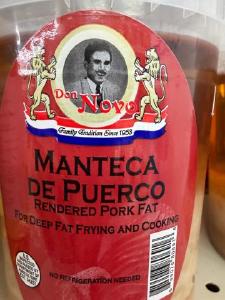 Don
Novo
Family Tradition Since 1958
MANTECA
DE PUERCO
RENDERED PORK FAT
FOR DEEP FAT FRYING AND COOKING
NO REFRIGERATION NEEDED